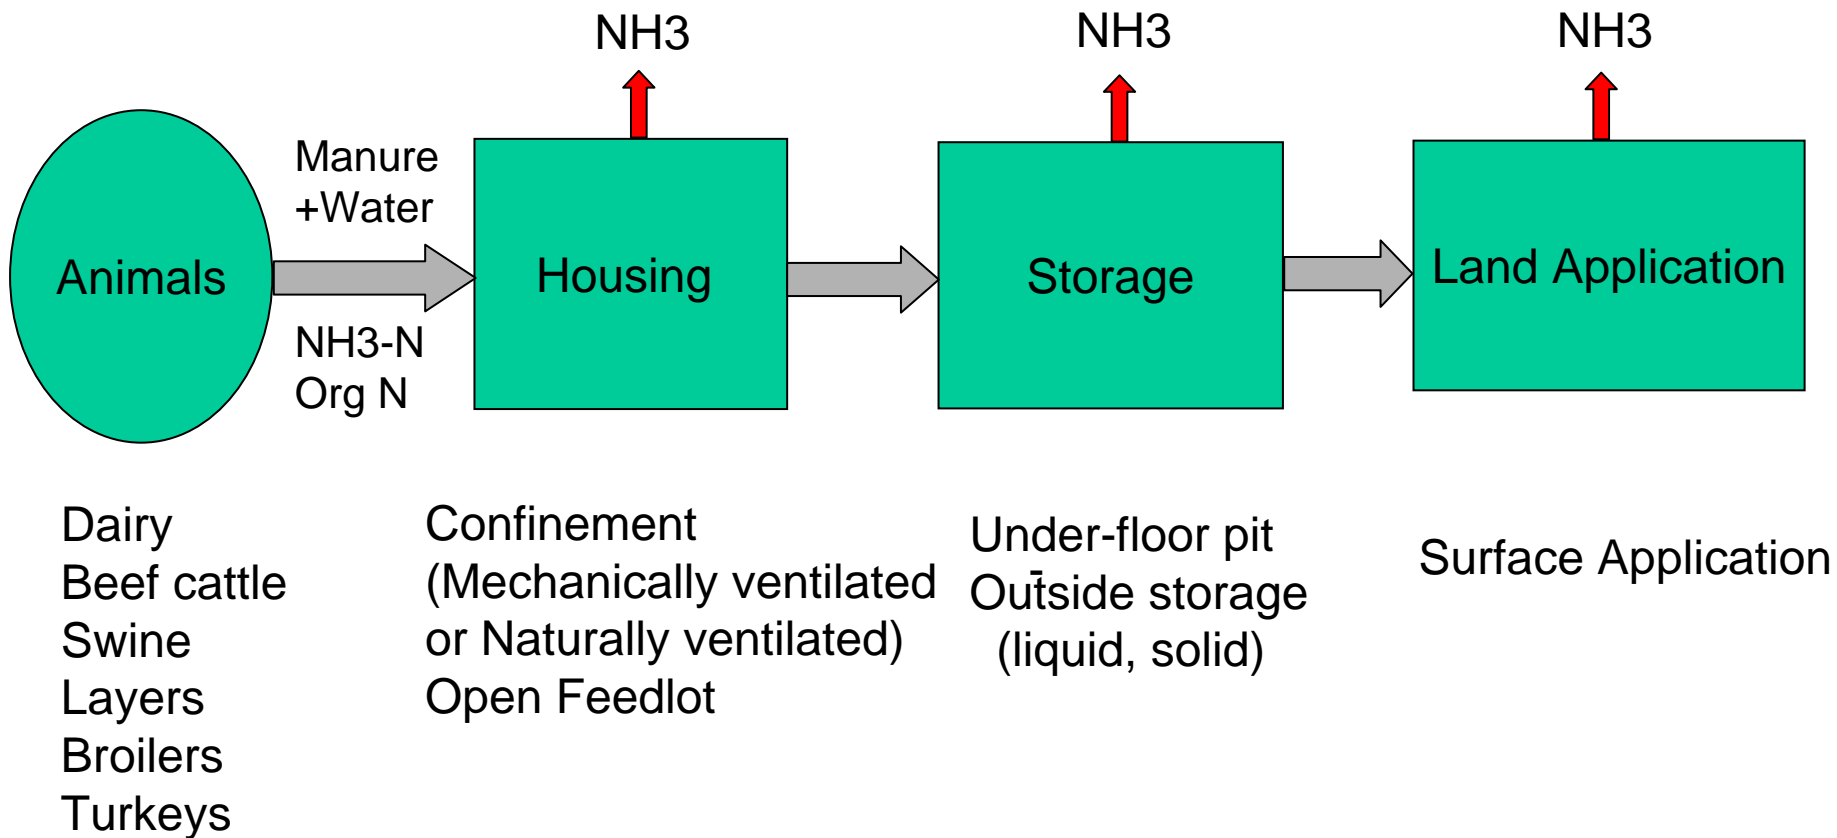 NH3
NH3
NH3
Manure
+Water
Animals
Housing
Storage
Land Application
NH3-N
Org N
Dairy
Beef cattle
Swine
Layers
Broilers
Turkeys
Confinement
(Mechanically ventilated
or Naturally ventilated)
Open Feedlot
Under-floor pit
-
Outside storage
(liquid, solid)
Surface Application